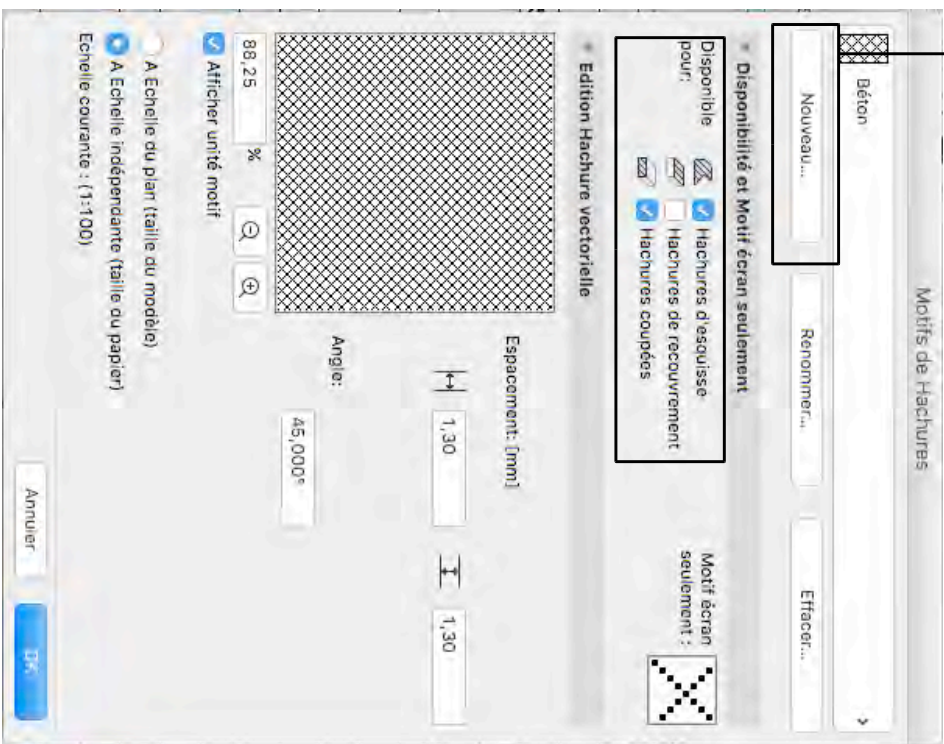 Motifs de Hachures
Béton
Nouveau...
Renommer...
Effacer...
Disponibilité et Motif écran seulement
Disponible
pour:
Hachures d'esquisse
Hachures de recouvrement
Hachures coupées
Motif écran
seulement :
Edition Hachure vectorielle
Espacement: [mm]
1,30
1,30
Angle:
45,000°
88,25 %
Afficher unité motif
A Echelle du plan (taille du modèle)
A Echelle indépendante (taille du papier)
Echelle courante : (1:100)
Annuler
OK